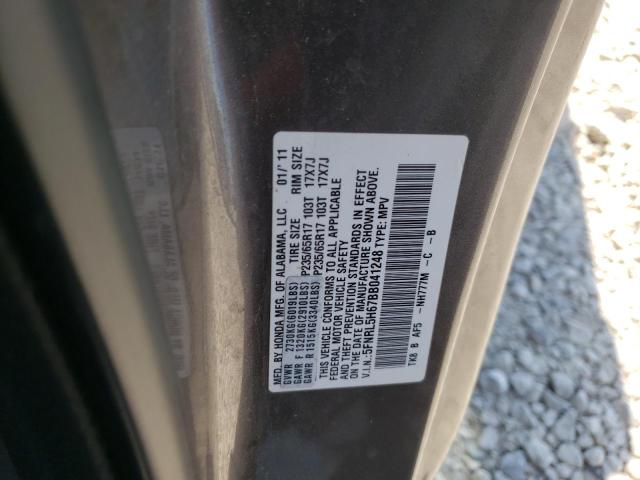 MFD. BY HONDA MFG. OF ALABAMA, LLC 01/'11
TIRE SIZE RIM SIZE
GVWR 2730KG(6019LBS)
GAWR F 1320KG(2910LBS) P235/65R17 103T 17X7J
GAWR R 1515KG(3340LBS) P235/65R17 103T 17X7J
THIS VEHICLE CONFORMS TO ALL APPLICABLE
FEDERAL MOTOR VEHICLE SAFETY
AND THEFT PREVENTION STANDARDS IN EFFECT
ON THE DATE OF MANUFACTURE SHOWN ABOVE.
V.I.N.:5FNRL5H67BB041248 TYPE: MPV
TK8 B AF5 -NH777M -C -B